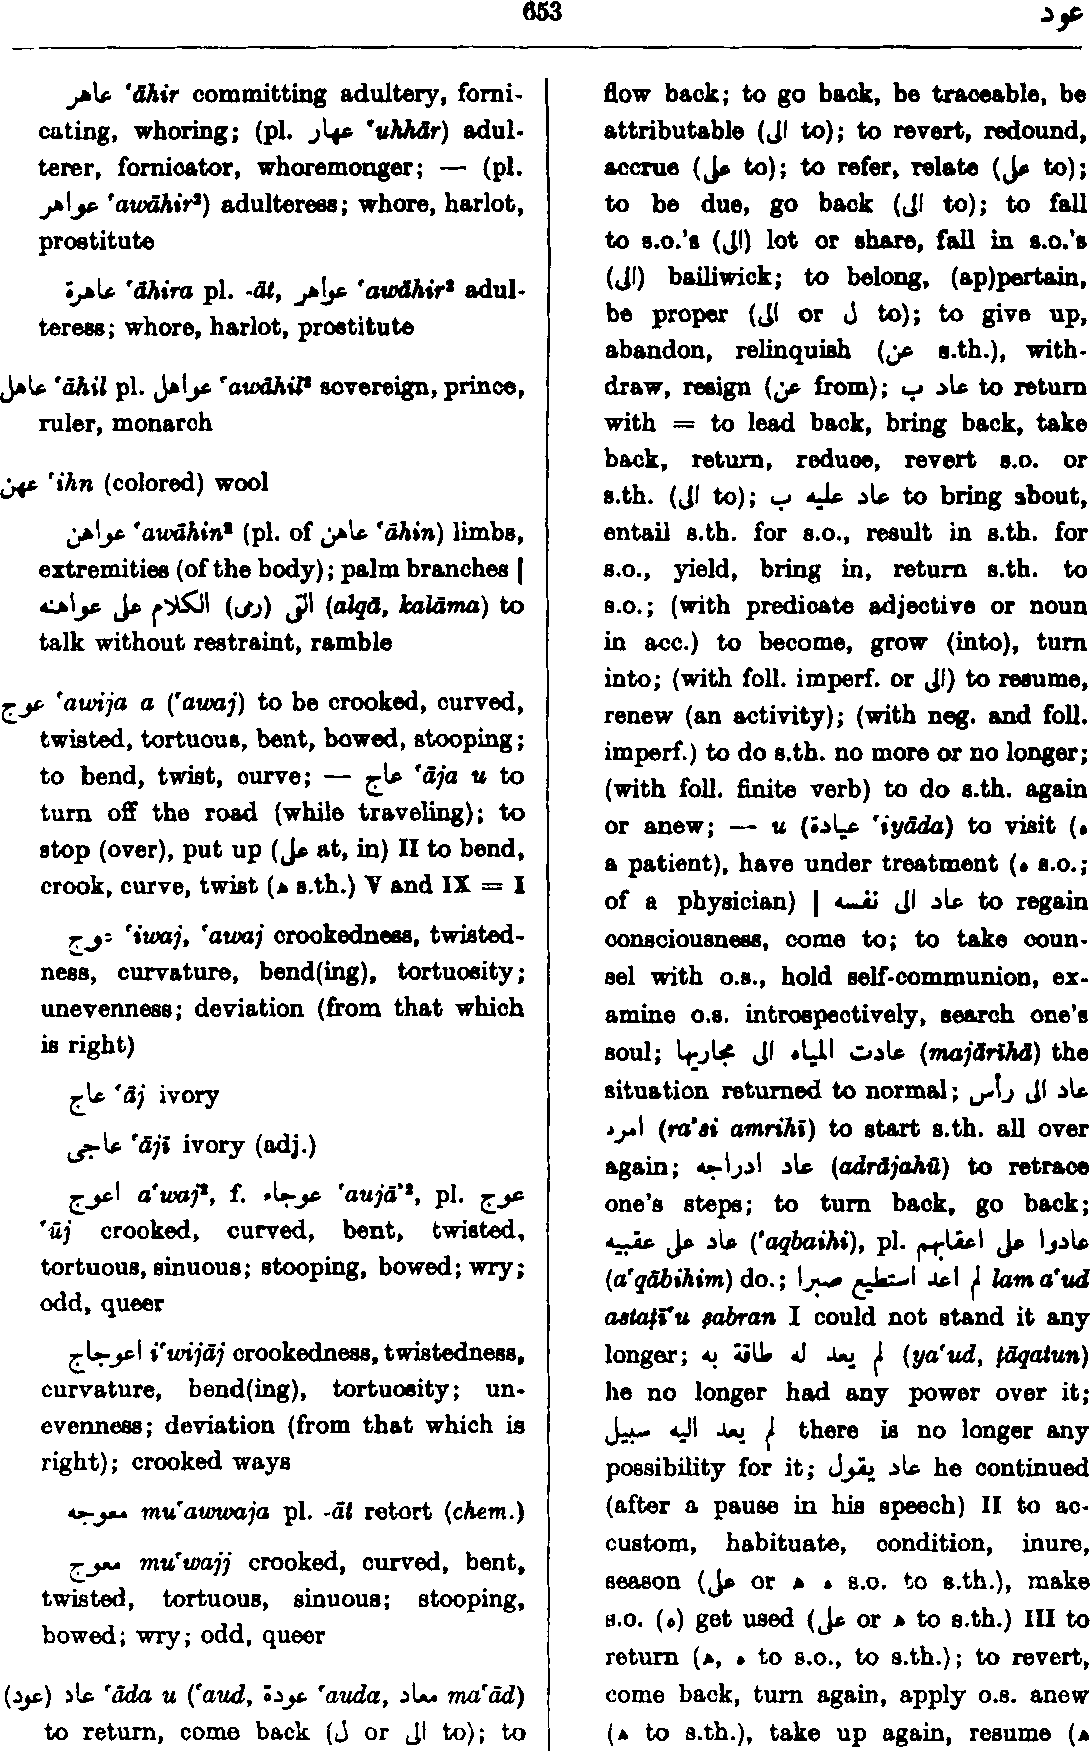 653
عود
عاهر ‘āhir committing adultery, forni-
cating, whoring; (pl. عهار ‘uhhār) adul-
terer, fornicator, whoremonger; — (pl.
عواهر ‘awāhir²) adulteress; whore, harlot,
prostitute
عاهرة ‘āhira pl. -āt, عواهر ‘awāhir² adul-
teress; whore, harlot, prostitute
عاهل ‘āhil pl. عواهل ‘awāhil² sovereign, prince,
ruler, monarch
عهن ‘ihn (colored) wool
عواهن ‘awāhin² (pl. of عاهن ‘āhin) limbs,
extremities (of the body); palm branches |
القى (رمى) الكلام على عواهنه (alqā, kalāma) to
talk without restraint, ramble
عوج ‘awija a (‘awaj) to be crooked, curved,
twisted, tortuous, bent, bowed, stooping;
to bend, twist, curve; — عاج ‘āja u to
turn off the road (while traveling); to
stop (over), put up (على at, in) II to bend,
crook, curve, twist (ه s.th.) V and IX = I
عوج ‘iwaj, ‘awaj crookedness, twisted-
ness, curvature, bend(ing), tortuosity;
unevenness; deviation (from that which
is right)
عاج ‘āj ivory
عاجى ‘ājī ivory (adj.)
اعوج a‘waj², f. عوجاء ‘aujā’², pl. عوج
‘ūj crooked, curved, bent, twisted,
tortuous, sinuous; stooping, bowed; wry;
odd, queer
اعوجاج i‘wijāj crookedness, twistedness,
curvature, bend(ing), tortuosity; un-
evenness; deviation (from that which is
right); crooked ways
معوجه mu‘awwaja pl. -āt retort (chem.)
معوج mu‘wajj crooked, curved, bent,
twisted, tortuous, sinuous; stooping,
bowed; wry; odd, queer
(عود) عاد ‘āda u (‘aud, عودة ‘auda, معاد ma‘ād)
to return, come back (ل or الى to); to
flow back; to go back, be traceable, be
attributable (الى to); to revert, redound,
accrue (على to); to refer, relate (على to);
to be due, go back (الى to); to fall
to s.o.'s (الى) lot or share, fall in s.o.'s
(الى) bailiwick; to belong, (ap)pertain,
be proper (الى or ل to); to give up,
abandon, relinquish (عن s.th.), with-
draw, resign (عن from); عاد ب to return
with = to lead back, bring back, take
back, return, reduce, revert s.o. or
s.th. (الى to); عاد عليه ب to bring about,
entail s.th. for s.o., result in s.th. for
s.o., yield, bring in, return s.th. to
s.o.; (with predicate adjective or noun
in acc.) to become, grow (into), turn
into; (with foll. imperf. or الى) to resume,
renew (an activity); (with neg. and foll.
imperf.) to do s.th. no more or no longer;
(with foll. finite verb) to do s.th. again
or anew; — u (عيادة ‘iyāda) to visit (ه
a patient), have under treatment (ه s.o.;
of a physician) | عاد الى نفسه to regain
consciousness, come to; to take coun-
sel with o.s., hold self-communion, ex-
amine o.s. introspectively, search one's
soul; عادت المياه الى مجاريها (majārīhā) the
situation returned to normal; عاد الى رأس
امره (ra’si amrihī) to start s.th. all over
again; عاد ادراجه (adrājahū) to retrace
one's steps; to turn back, go back;
عاد على عقبيه (‘aqbaihi), pl. عادوا على اعقابهم
(a‘qābihim) do.; لم اعد استطيع صبرا lam a‘ud
astaṭī‘u ṣabran I could not stand it any
longer; لم يعد له طاقة به (ya‘ud, ṭāqatun)
he no longer had any power over it;
لم يعد اليه سبيل there is no longer any
possibility for it; عاد يقول he continued
(after a pause in his speech) II to ac-
custom, habituate, condition, inure,
season (على or ه ه s.o. to s.th.), make
s.o. (ه) get used (على or ه to s.th.) III to
return (ه, ه to s.o., to s.th.); to revert,
come back, turn again, apply o.s. anew
(ه to s.th.), take up again, resume (ه